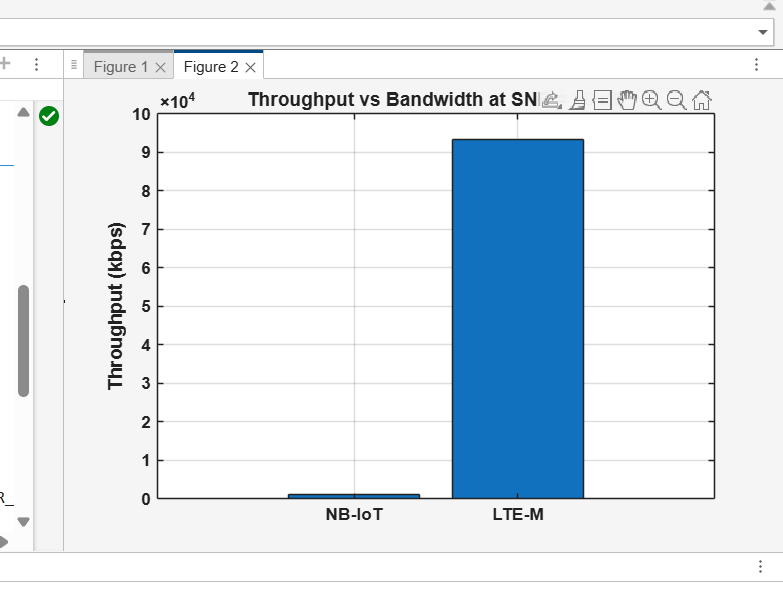 Figure 1
Figure 2
×10⁴
Throughput vs Bandwidth at
10
9
8
7
6
5
4
3
2
1
0
Throughput (kbps)
NB-IoT
LTE-M
R_